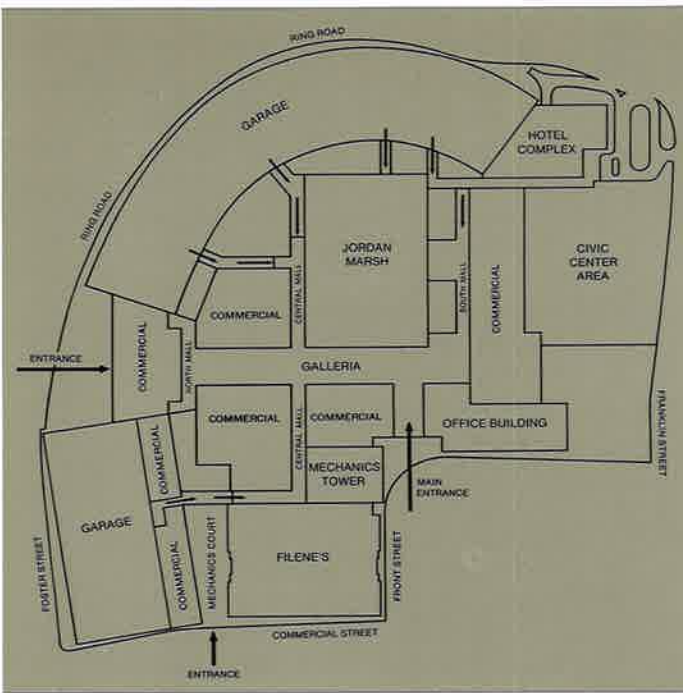 RING ROAD
GARAGE
HOTEL
COMPLEX
RING ROAD
JORDAN
MARSH
CIVIC
CENTER
AREA
CENTRAL MALL
SOUTH MALL
COMMERCIAL
COMMERCIAL
COMMERCIAL
NORTH MALL
ENTRANCE
GALLERIA
COMMERCIAL
CENTRAL MALL
COMMERCIAL
OFFICE BUILDING
FRANKLIN STREET
COMMERCIAL
MECHANICS
TOWER
MAIN
ENTRANCE
GARAGE
FOSTER STREET
COMMERCIAL
MECHANICS COURT
FILENE'S
FRONT STREET
COMMERCIAL STREET
ENTRANCE